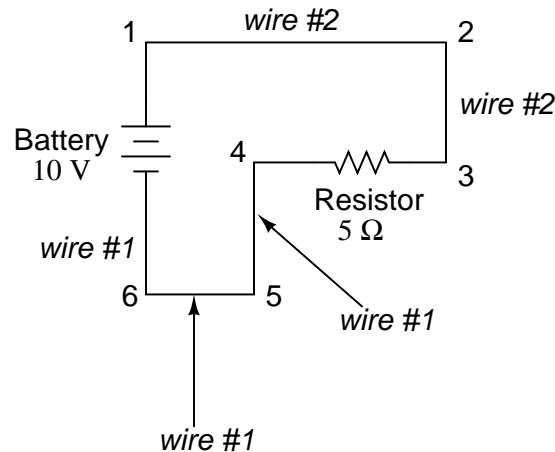 1
wire #2
2
wire #2
Battery
10 V
4
3
Resistor
5 Ω
wire #1
6
5
wire #1
wire #1